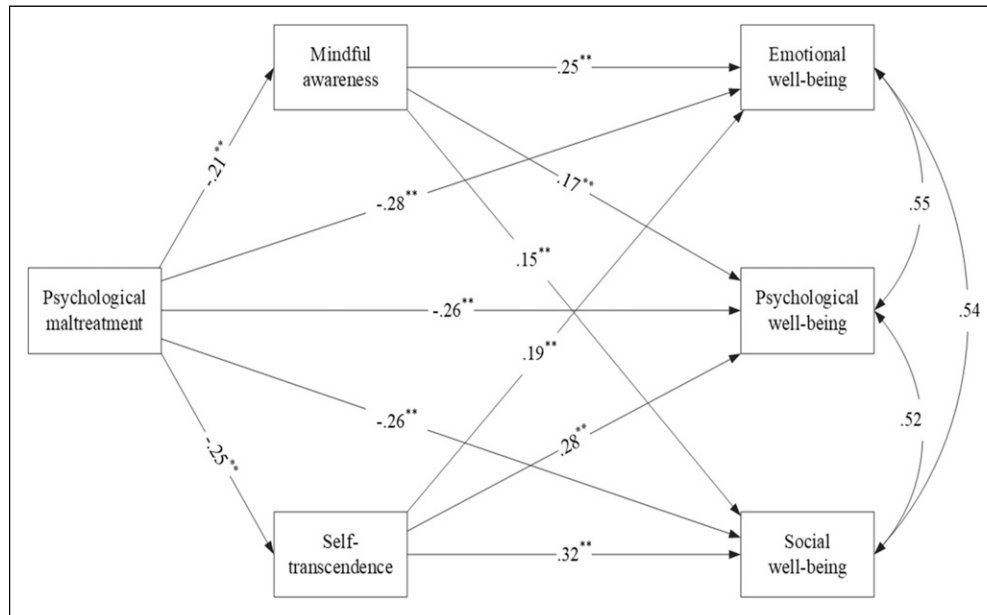 Mindful
awareness
Emotional
well-being
.25**
-.21**
-.28**
.17**
.55
.15**
Psychological
maltreatment
-.26**
Psychological
well-being
.54
.19**
-.26**
.52
-.25**
.28**
Self-
transcendence
.32**
Social
well-being